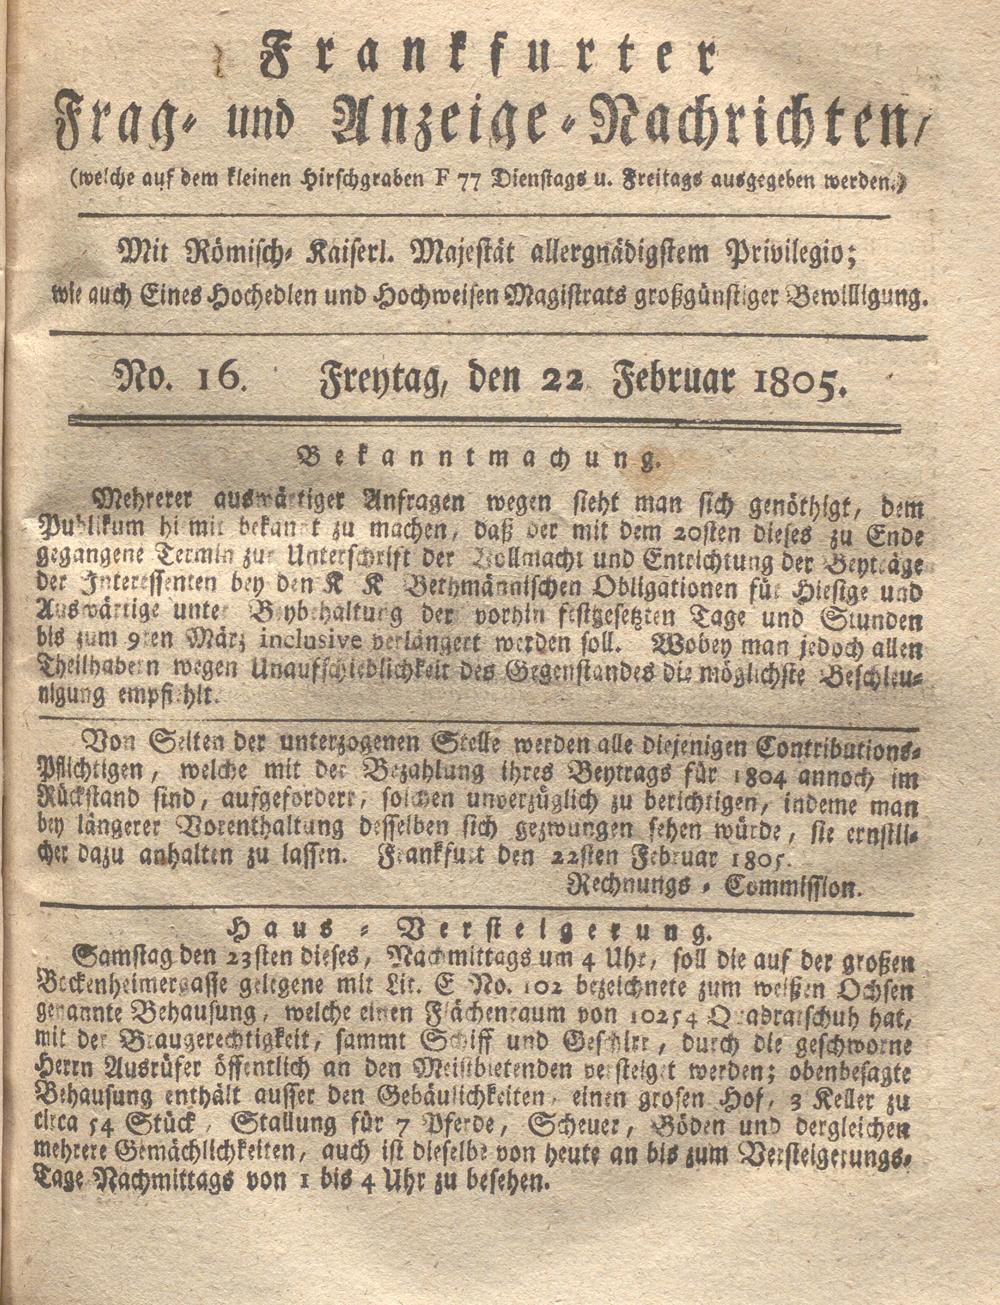 Frankfurter
Frag- und Anzeige-Nachrichten,
(welche auf dem kleinen Hirschgraben F 77 Dienstags u. Freitags ausgegeben werden.)
Mit Römisch-Kaiserl. Majestät allergnädigstem Privilegio;
wie auch Eines Hochedlen und Hochweisen Magistrats großgünstiger Bewilligung.
No. 16. Freytag, den 22 Februar 1805.
Bekanntmachung.
Mehrerer auswärtiger Anfragen wegen sieht man sich genöthigt, dem
Publikum hiemit bekannt zu machen, daß der mit dem 20sten dieses zu Ende
gegangene Termin zur Unterschrift der Vollmacht und Entrichtung der Beyträge
der Interessenten bey den K K Bethmännischen Obligationen für Hiesige und
Auswärtige unter Beybehaltung der vorhin festgesetzten Tage und Stunden
bis zum 9ten März inclusive verlängert werden soll. Wobey man jedoch allen
Theilhabern wegen Unaufschieblichkeit des Gegenstandes die möglichste Beschleu-
nigung empfiehlt.
Von Seiten der unterzogenen Stelle werden alle diejenigen Contributions-
Pflichtigen, welche mit der Bezahlung ihres Beytrags für 1804 annoch im
Rückstand sind, aufgefordert, solchen unverzüglich zu berichtigen, indeme man
bey längerer Vorenthaltung desselben sich gezwungen sehen würde, sie ernstli-
cher dazu anhalten zu lassen. Frankfurt den 22sten Februar 1805.
Rechnungs-Commission.
Haus-Versteigerung.
Samstag den 23sten dieses, Nachmittags um 4 Uhr, soll die auf der großen
Bockenheimergasse gelegene mit Lit. E No. 102 bezeichnete zum weißen Ochsen
genannte Behausung, welche einen Flächenraum von 10254 Quadratschuh hat,
mit der Braugerechtigkeit, sammt Schiff und Geschirr, durch die geschworne
Herrn Ausrüfer öffentlich an den Meistbietenden versteigt werden; obenbesagte
Behausung enthält ausser den Gebäulichkeiten, einen grosen Hof, 3 Keller zu
circa 54 Stück, Stallung für 7 Pferde, Scheuer, Böden und dergleichen
mehrere Gemächlichkeiten, auch ist dieselbe von heute an bis zum Versteigerungs-
Tage Nachmittags von 1 bis 4 Uhr zu besehen.